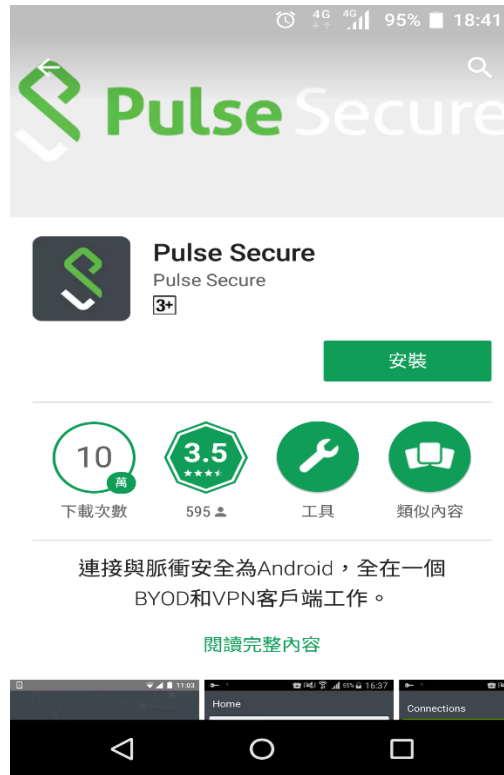 4G 4G 95% 18:41
Pulse Secure
Pulse Secure
Pulse Secure
3+
安裝
10
萬
3.5
下載次數
595
工具
類似內容
連接與脈衝安全為Android，全在一個
BYOD和VPN客戶端工作。
閱讀完整內容
11:03
55% 16:37
Home
Connections